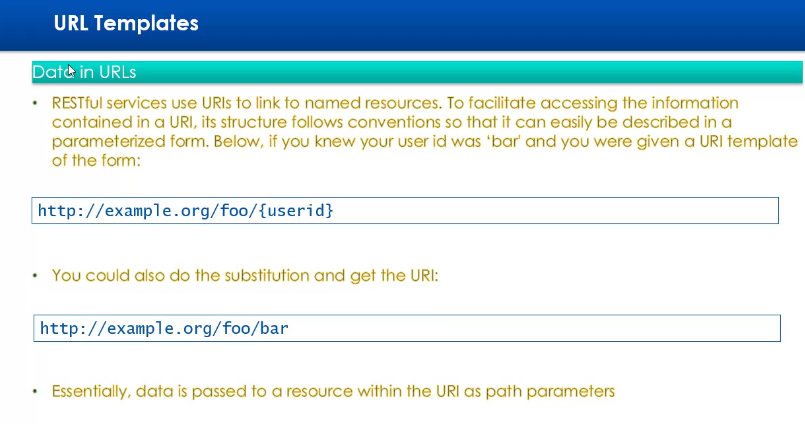 URL Templates
Data in URLs
• RESTful services use URIs to link to named resources. To facilitate accessing the information
contained in a URI, its structure follows conventions so that it can easily be described in a
parameterized form. Below, if you knew your user id was ‘bar' and you were given a URI template
of the form:
http://example.org/foo/{userid}
• You could also do the substitution and get the URI:
http://example.org/foo/bar
• Essentially, data is passed to a resource within the URI as path parameters